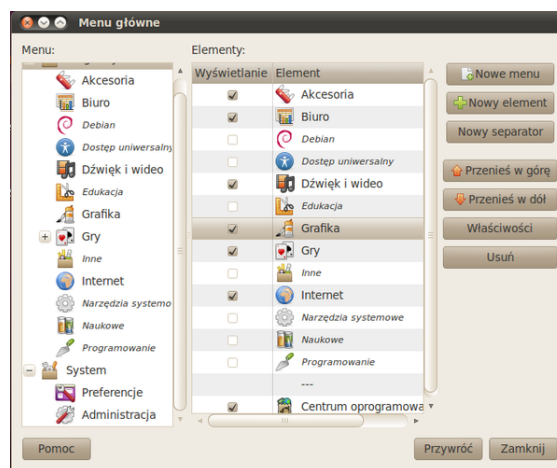 Menu główne
Menu:
Akcesoria
Biuro
Debian
Dostęp uniwersalny
Dźwięk i wideo
Edukacja
Grafika
Gry
Inne
Internet
Narzędzia systemo
Naukowe
Programowanie
System
Preferencje
Administracja
Elementy:
Wyświetlanie Element
Akcesoria
Biuro
Debian
Dostęp uniwersalny
Dźwięk i wideo
Edukacja
Grafika
Gry
Inne
Internet
Narzędzia systemowe
Naukowe
Programowanie
---
Centrum oprogramowa
Nowe menu
Nowy element
Nowy separator
Przenieś w górę
Przenieś w dół
Właściwości
Usuń
Pomoc
Przywróć
Zamknij